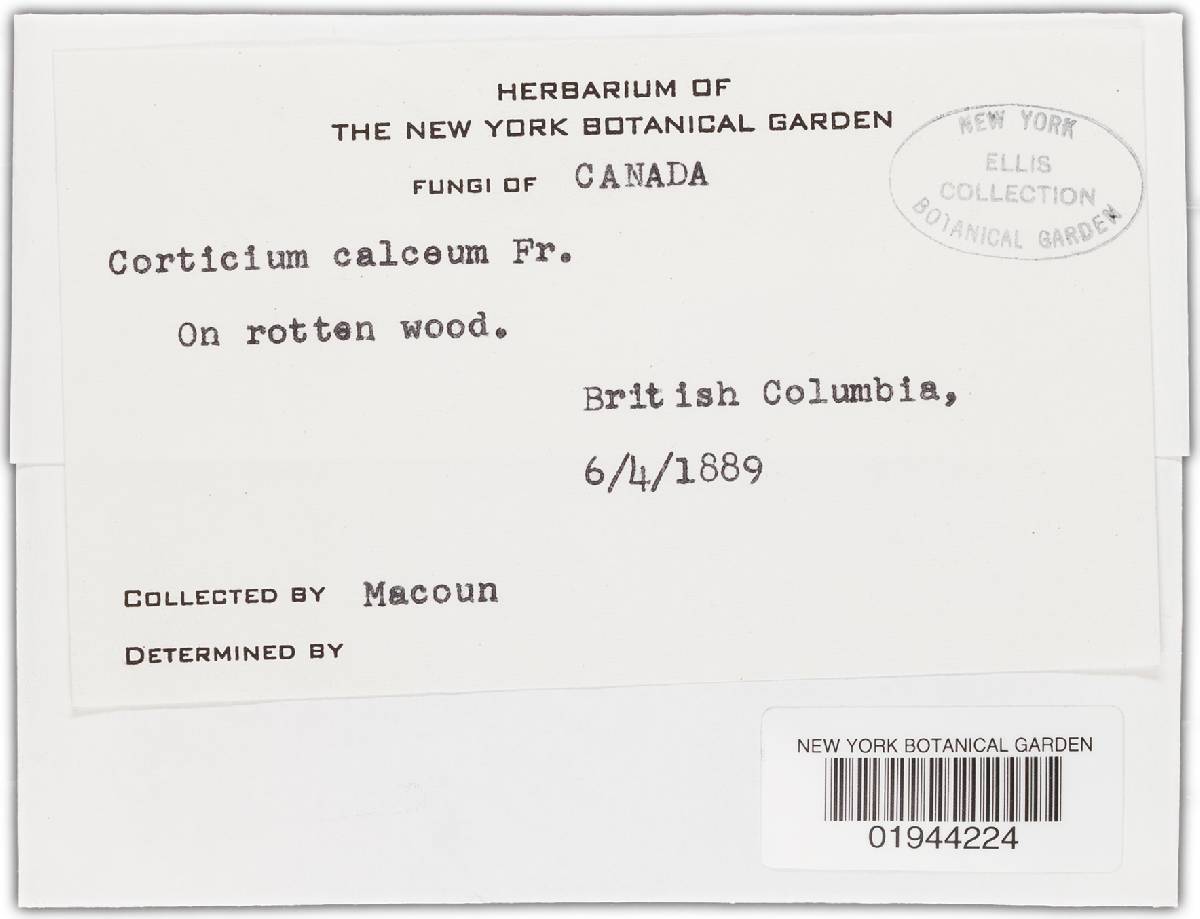 HERBARIUM OF
THE NEW YORK BOTANICAL GARDEN
FUNGI OF CANADA
NEW YORK
ELLIS
COLLECTION
BOTANICAL GARDEN
Corticium calceum Fr.
On rotten wood.
British Columbia,
6/4/1889
COLLECTED BY Macoun
DETERMINED BY
NEW YORK BOTANICAL GARDEN
01944224